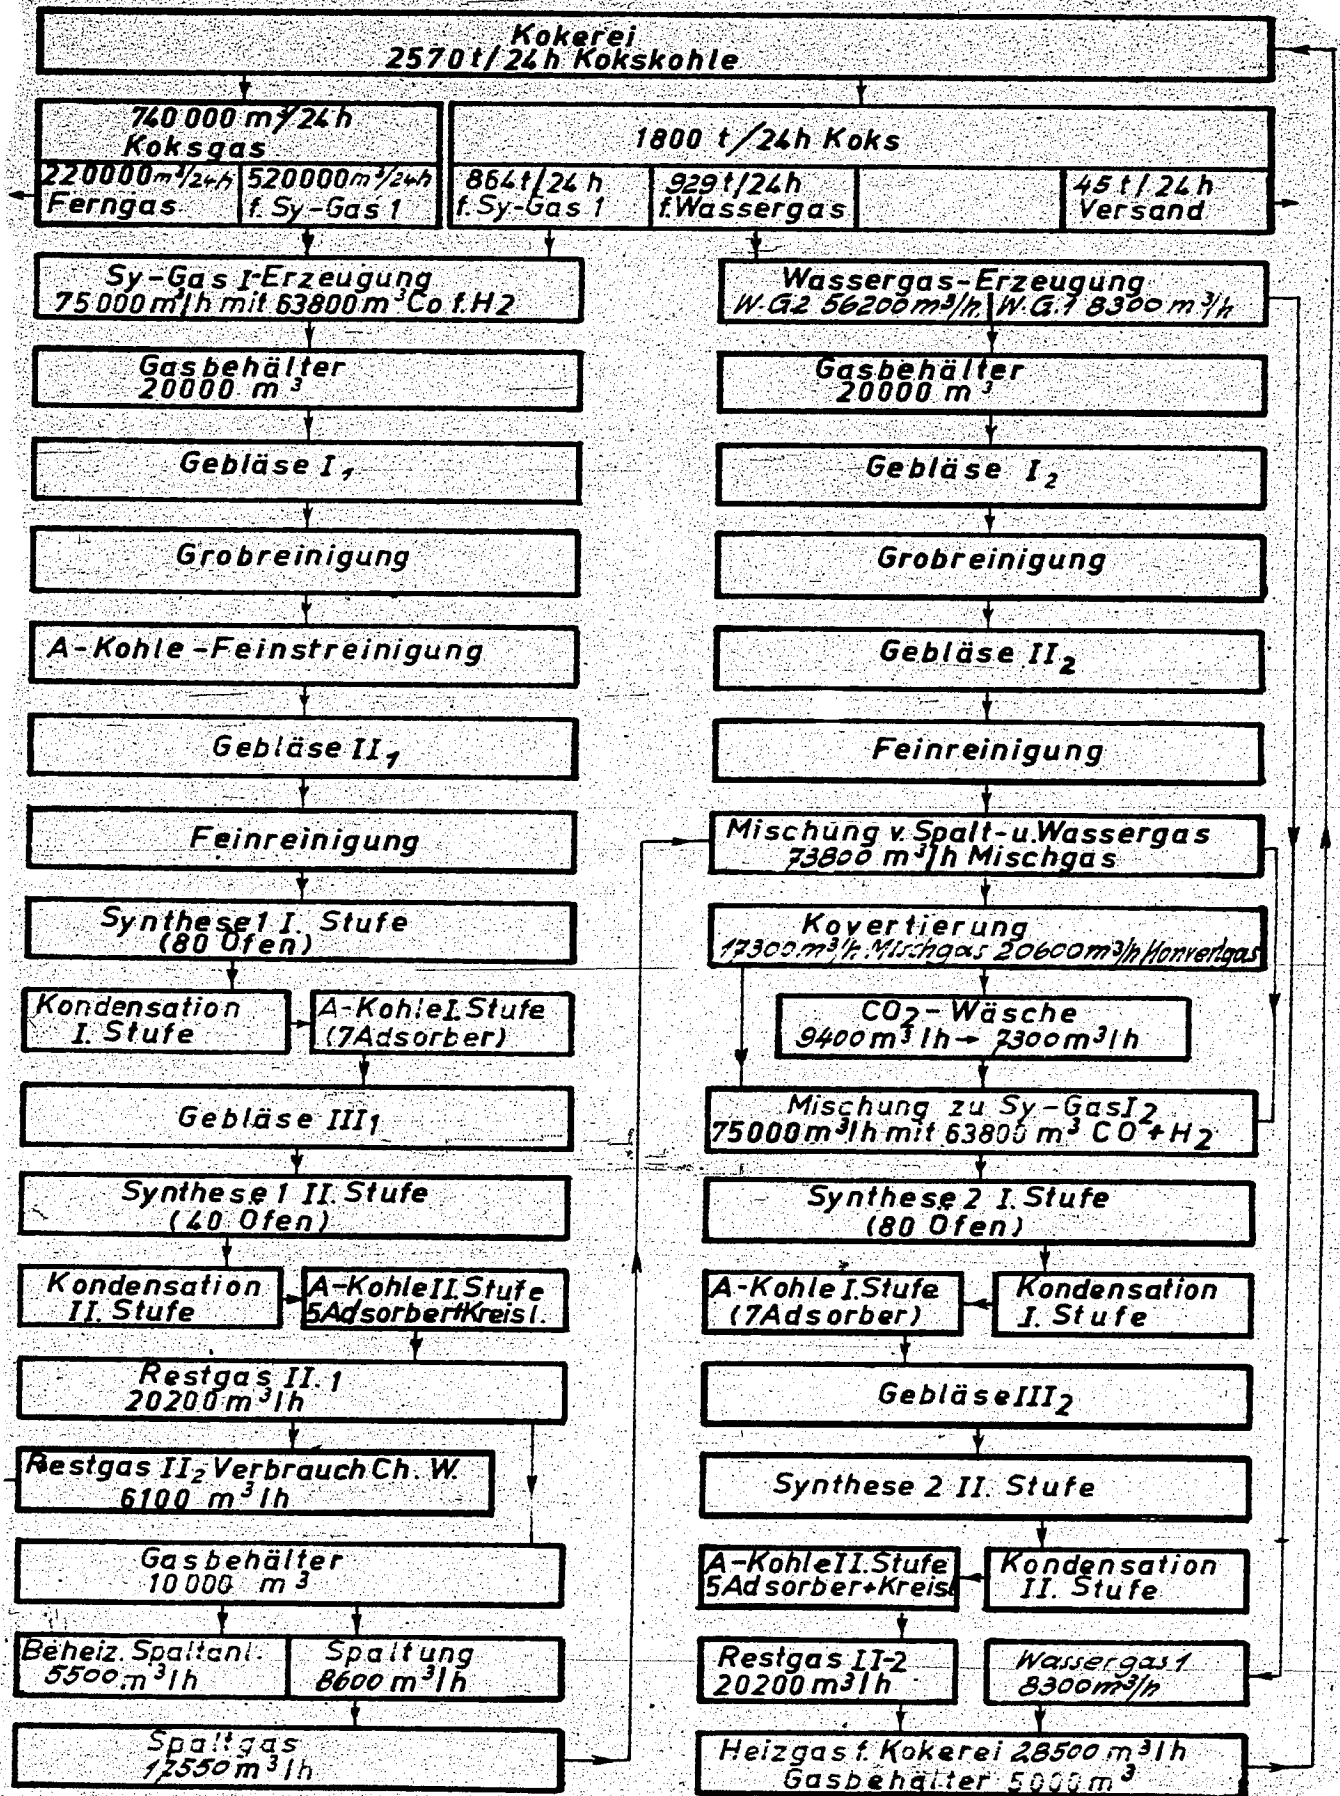 Kokerei
2570 t/24h Kokskohle
740 000 m³/24h
Koksgas
220000 m³/24h
Ferngas
520000 m³/24h
f. Sy-Gas 1
1800 t/24h Koks
864 t/24 h
f. Sy-Gas 1
929 t/24h
f. Wassergas
45 t/24h
Versand
Sy-Gas I-Erzeugung
75 000 m³/h mit 63800 m³ Co f. H2
Gasbehälter
20000 m³
Gebläse I₁
Grobreinigung
A-Kohle-Feinstreinigung
Gebläse II₁
Feinreinigung
Synthese 1 I. Stufe
(80 Öfen)
Kondensation
I. Stufe
A-Kohle I. Stufe
(7 Adsorber)
Gebläse III₁
Synthese 1 II. Stufe
(40 Öfen)
Kondensation
II. Stufe
A-Kohle II. Stufe
5 Adsorber+Kreisl.
Restgas II.1
20200 m³/h
Restgas II₂ Verbrauch Ch. W.
6100 m³/h
Gasbehälter
10 000 m³
Beheiz. Spaltanl.
5500 m³/h
Spaltung
8600 m³/h
Spaltgas
12550 m³/h
Wassergas-Erzeugung
W.G.2 56200 m³/h. W.G.1 8300 m³/h
Gasbehälter
20000 m³
Gebläse I₂
Grobreinigung
Gebläse II₂
Feinreinigung
Mischung v. Spalt- u. Wassergas
73800 m³/h Mischgas
Kovertierung
17300 m³/h. Mischgas 20600 m³/h Konvertgas
CO₂-Wäsche
9400 m³/h → 7300 m³/h
Mischung zu Sy-Gas I₂
75000 m³/h mit 63800 m³ CO+H₂
Synthese 2 I. Stufe
(80 Öfen)
A-Kohle I. Stufe
(7 Adsorber)
Kondensation
I. Stufe
Gebläse III₂
Synthese 2 II. Stufe
A-Kohle II. Stufe
5 Adsorber+Kreisl
Kondensation
II. Stufe
Restgas II-2
20200 m³/h
Wassergas 1
8300 m³/h
Heizgas f. Kokerei 28500 m³/h
Gasbehälter 5000 m³